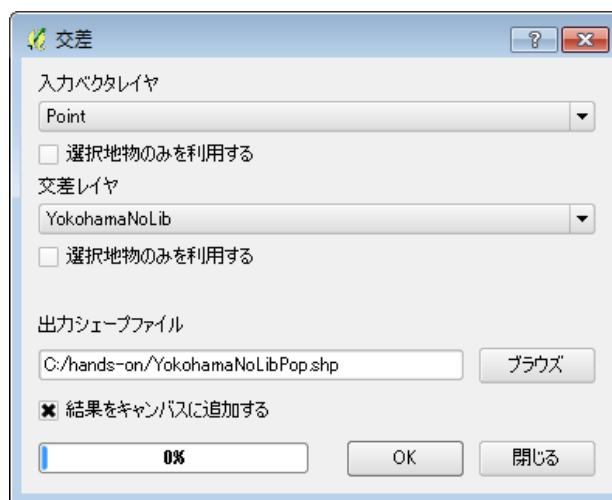 交差
入力ベクタレイヤ
Point
選択地物のみを利用する
交差レイヤ
YokohamaNoLib
選択地物のみを利用する
出力シェープファイル
C:/hands-on/YokohamaNoLibPop.shp
ブラウズ
結果をキャンバスに追加する
0%
OK
閉じる